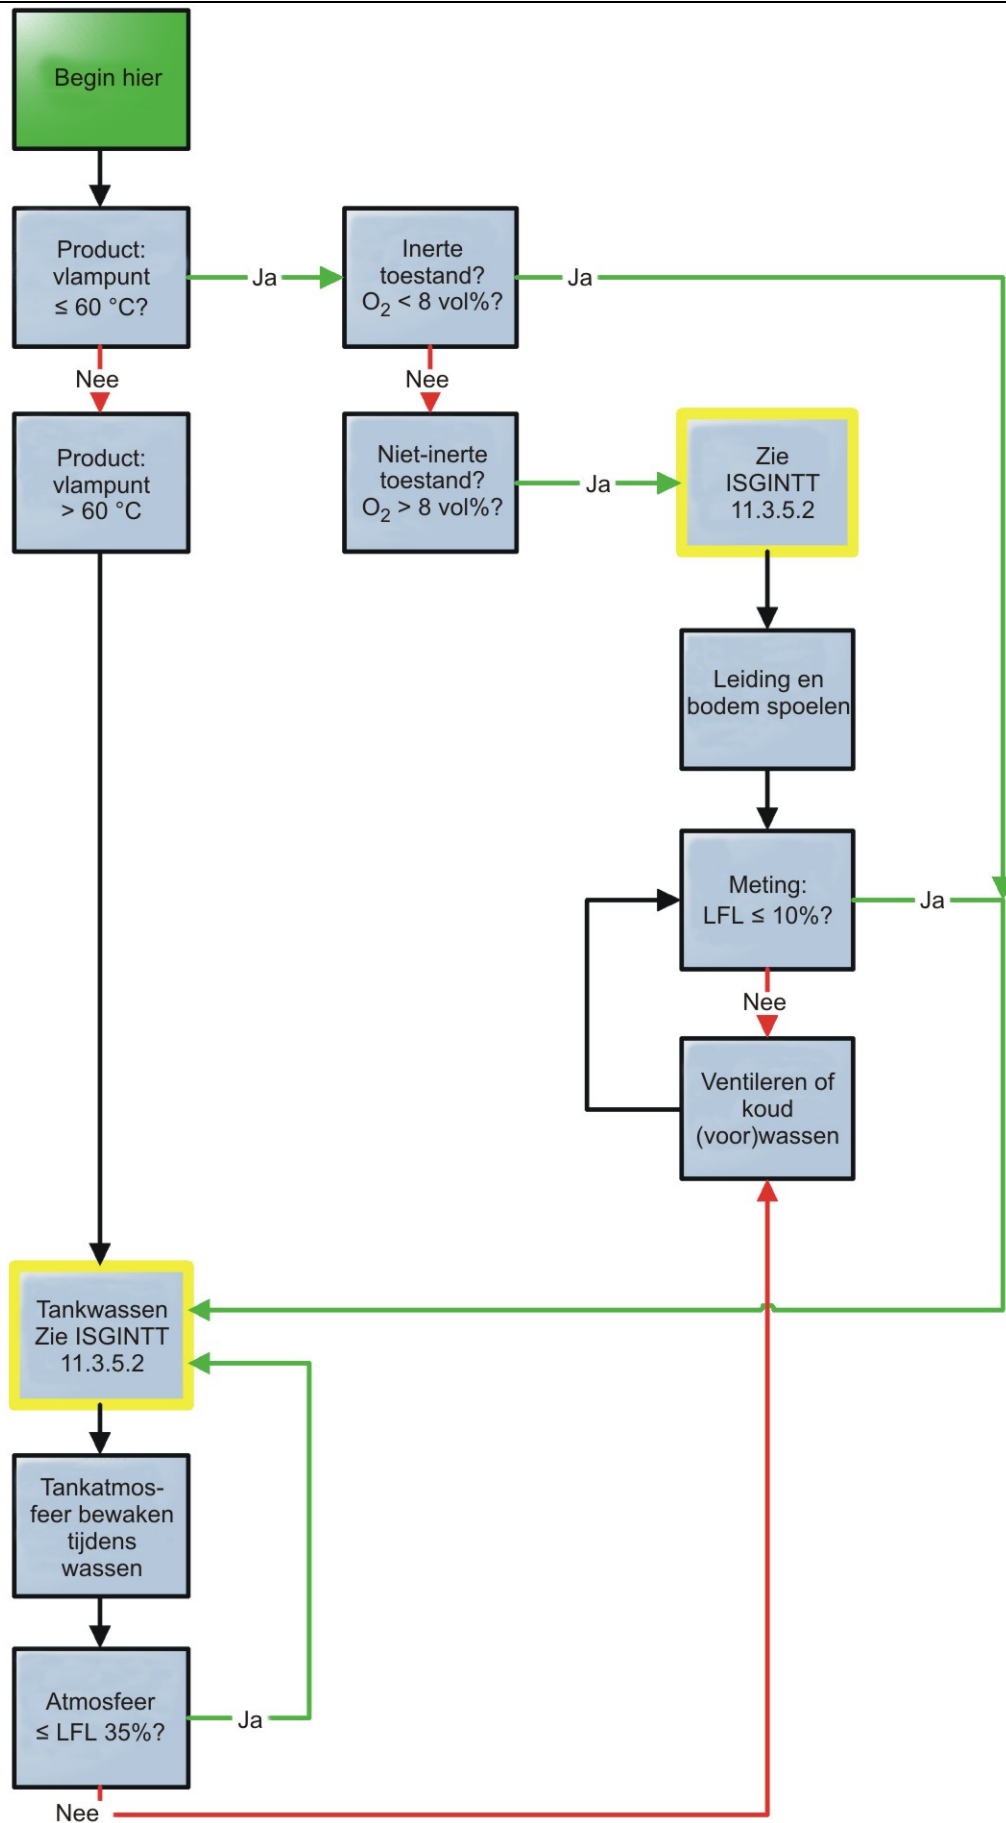 Begin hier
Product:
vlampunt
≤ 60 °C?
Ja
Inerte
toestand?
O₂ < 8 vol%?
Ja
Nee
Nee
Product:
vlampunt
> 60 °C
Niet-inerte
toestand?
O₂ > 8 vol%?
Ja
Zie
ISGINTT
11.3.5.2
Leiding en
bodem spoelen
Meting:
LFL ≤ 10%?
Ja
Nee
Ventileren of
koud
(voor)wassen
Tankwassen
Zie ISGINTT
11.3.5.2
Tankatmos-
feer bewaken
tijdens
wassen
Atmosfeer
≤ LFL 35%?
Ja
Nee